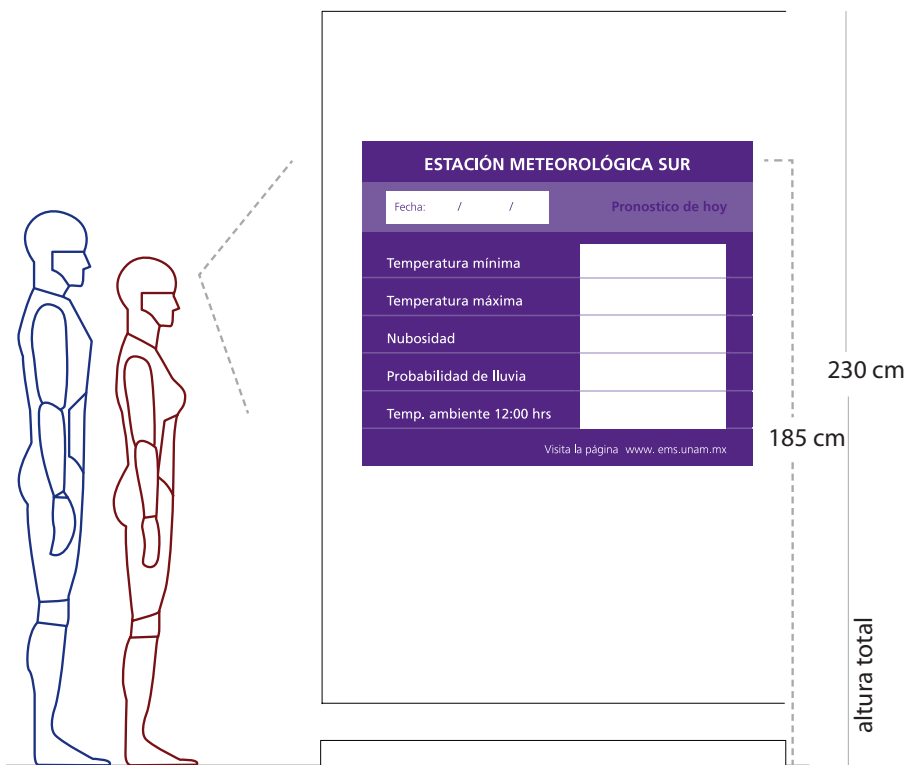 ESTACIÓN METEOROLÓGICA SUR
Fecha: / /
Pronostico de hoy
Temperatura mínima
Temperatura máxima
Nubosidad
Probabilidad de lluvia
Temp. ambiente 12:00 hrs
Visita la página www. ems.unam.mx
230 cm
185 cm
altura total